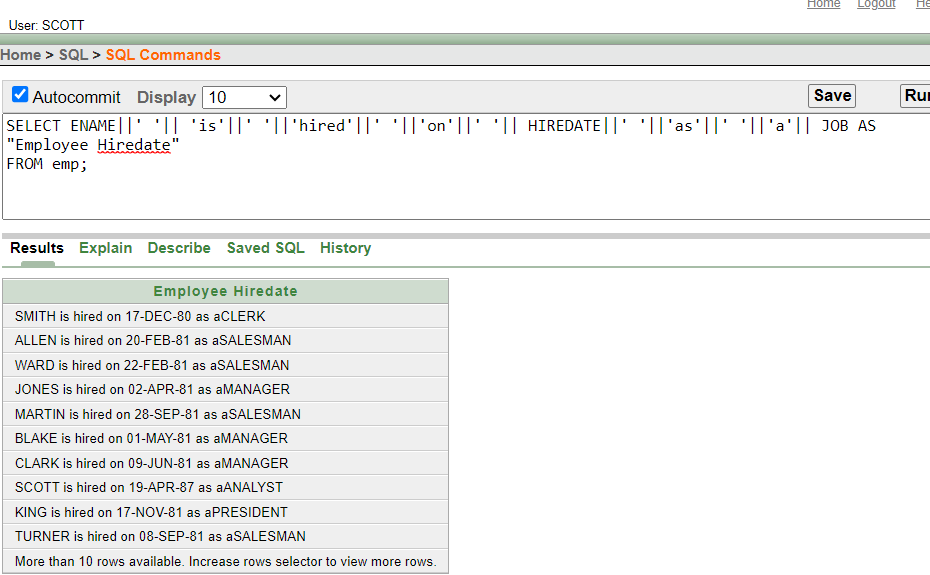 Home Logout
User: SCOTT
Home > SQL > SQL Commands
Autocommit Display 10 Save
SELECT ENAME||' '|| 'is'||' '||'hired'||' '||'on'||' '|| HIREDATE||' '||'as'||' '||'a'|| JOB AS
"Employee Hiredate"
FROM emp;
Results Explain Describe Saved SQL History
Employee Hiredate
SMITH is hired on 17-DEC-80 as aCLERK
ALLEN is hired on 20-FEB-81 as aSALESMAN
WARD is hired on 22-FEB-81 as aSALESMAN
JONES is hired on 02-APR-81 as aMANAGER
MARTIN is hired on 28-SEP-81 as aSALESMAN
BLAKE is hired on 01-MAY-81 as aMANAGER
CLARK is hired on 09-JUN-81 as aMANAGER
SCOTT is hired on 19-APR-87 as aANALYST
KING is hired on 17-NOV-81 as aPRESIDENT
TURNER is hired on 08-SEP-81 as aSALESMAN
More than 10 rows available. Increase rows selector to view more rows.